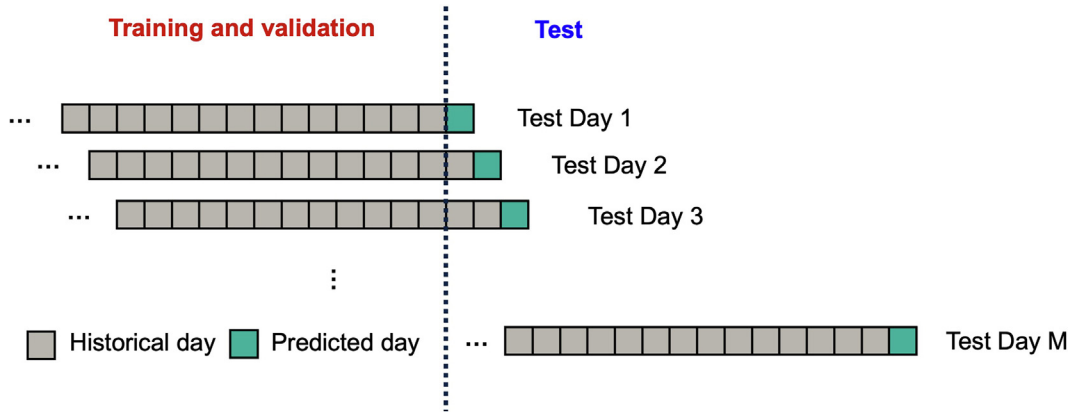 Training and validation
Test
... Test Day 1
... Test Day 2
... Test Day 3
⋮
Historical day
Predicted day
... Test Day M